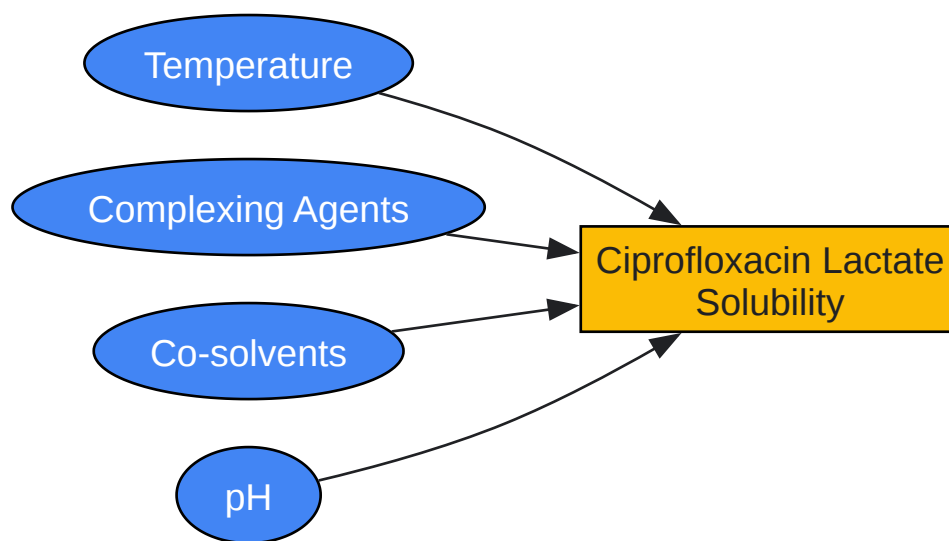 Temperature
Complexing Agents
Ciprofloxacin Lactate
Solubility
Co-solvents
pH